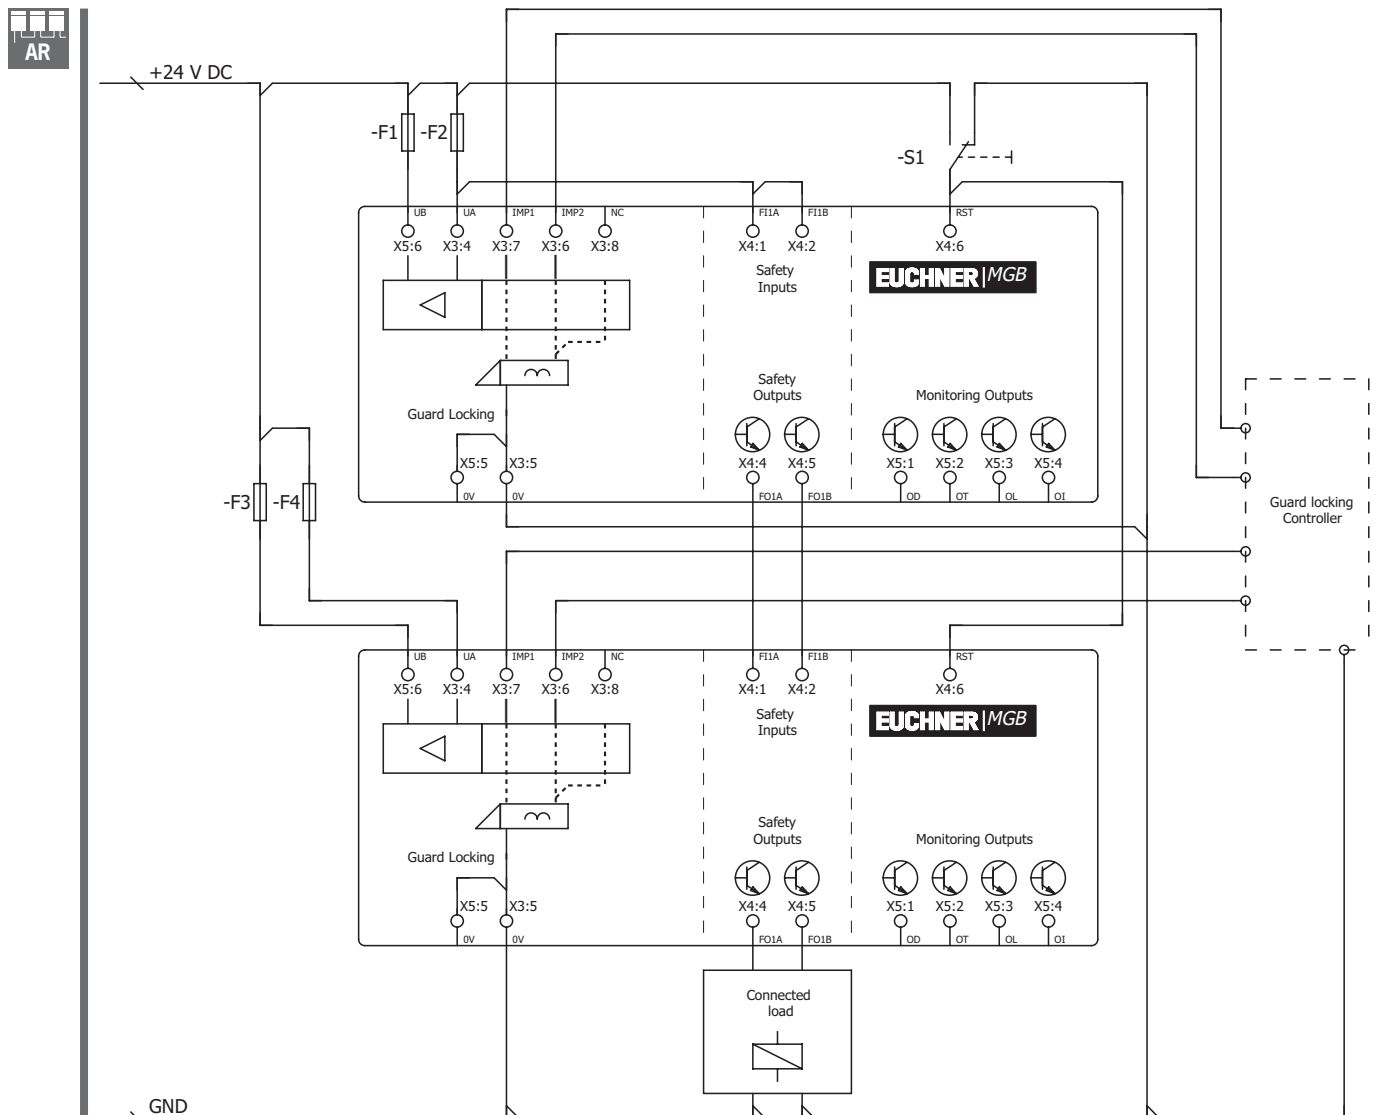 AR
+24 V DC
-F1
-F2
-S1
UB UA IMP1 IMP2 NC FI1A FI1B RST
X5:6 X3:4 X3:7 X3:6 X3:8 X4:1 X4:2 X4:6
Safety
Inputs
EUCHNER MGB
Safety
Outputs
Monitoring Outputs
Guard Locking
X5:5 X3:5 X4:4 X4:5 X5:1 X5:2 X5:3 X5:4
0V 0V FO1A FO1B OD OT OL OI
-F3 -F4
Guard locking
Controller
UB UA IMP1 IMP2 NC FI1A FI1B RST
X5:6 X3:4 X3:7 X3:6 X3:8 X4:1 X4:2 X4:6
Safety
Inputs
EUCHNER MGB
Safety
Outputs
Monitoring Outputs
Guard Locking
X5:5 X3:5 X4:4 X4:5 X5:1 X5:2 X5:3 X5:4
0V 0V FO1A FO1B OD OT OL OI
Connected
load
GND